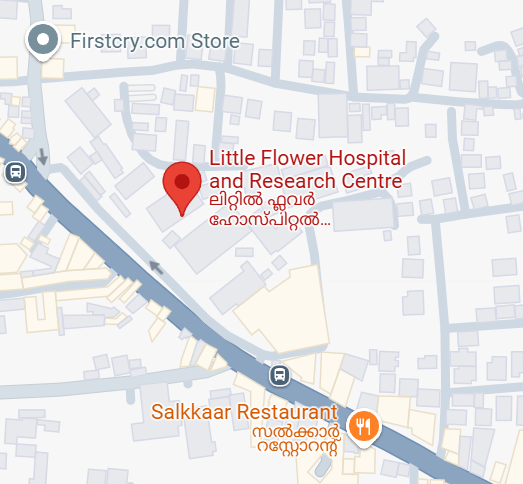 Firstcry.com Store
Little Flower Hospital
and Research Centre
ലിറ്റിൽ ഫ്ലവർ
ഹോസ്പിറ്റൽ...
Salkkaar Restaurant
സൽക്കാർ
റസ്റ്റോറന്റ്